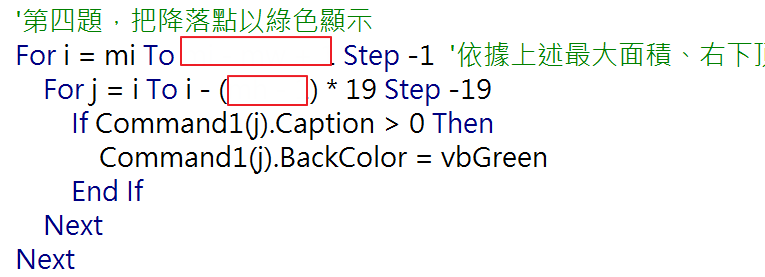 '第四題，把降落點以綠色顯示
For i = mi To . Step -1 '依據上述最大面積、右下頂
For j = i To i - ( ) * 19 Step -19
If Command1(j).Caption > 0 Then
Command1(j).BackColor = vbGreen
End If
Next
Next